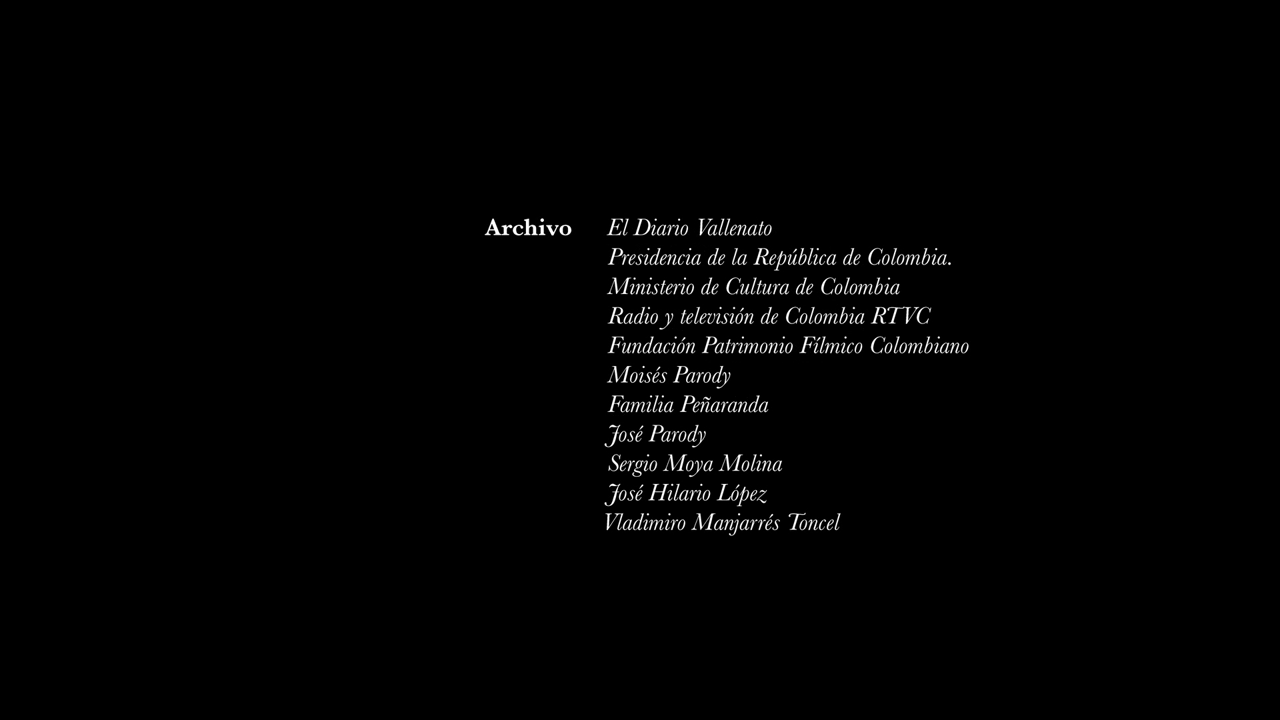 Archivo El Diario Vallenato
Presidencia de la República de Colombia.
Ministerio de Cultura de Colombia
Radio y televisión de Colombia RTVC
Fundación Patrimonio Fílmico Colombiano
Moisés Parody
Familia Peñaranda
José Parody
Sergio Moya Molina
José Hilario López
Vladimiro Manjarrés Toncel